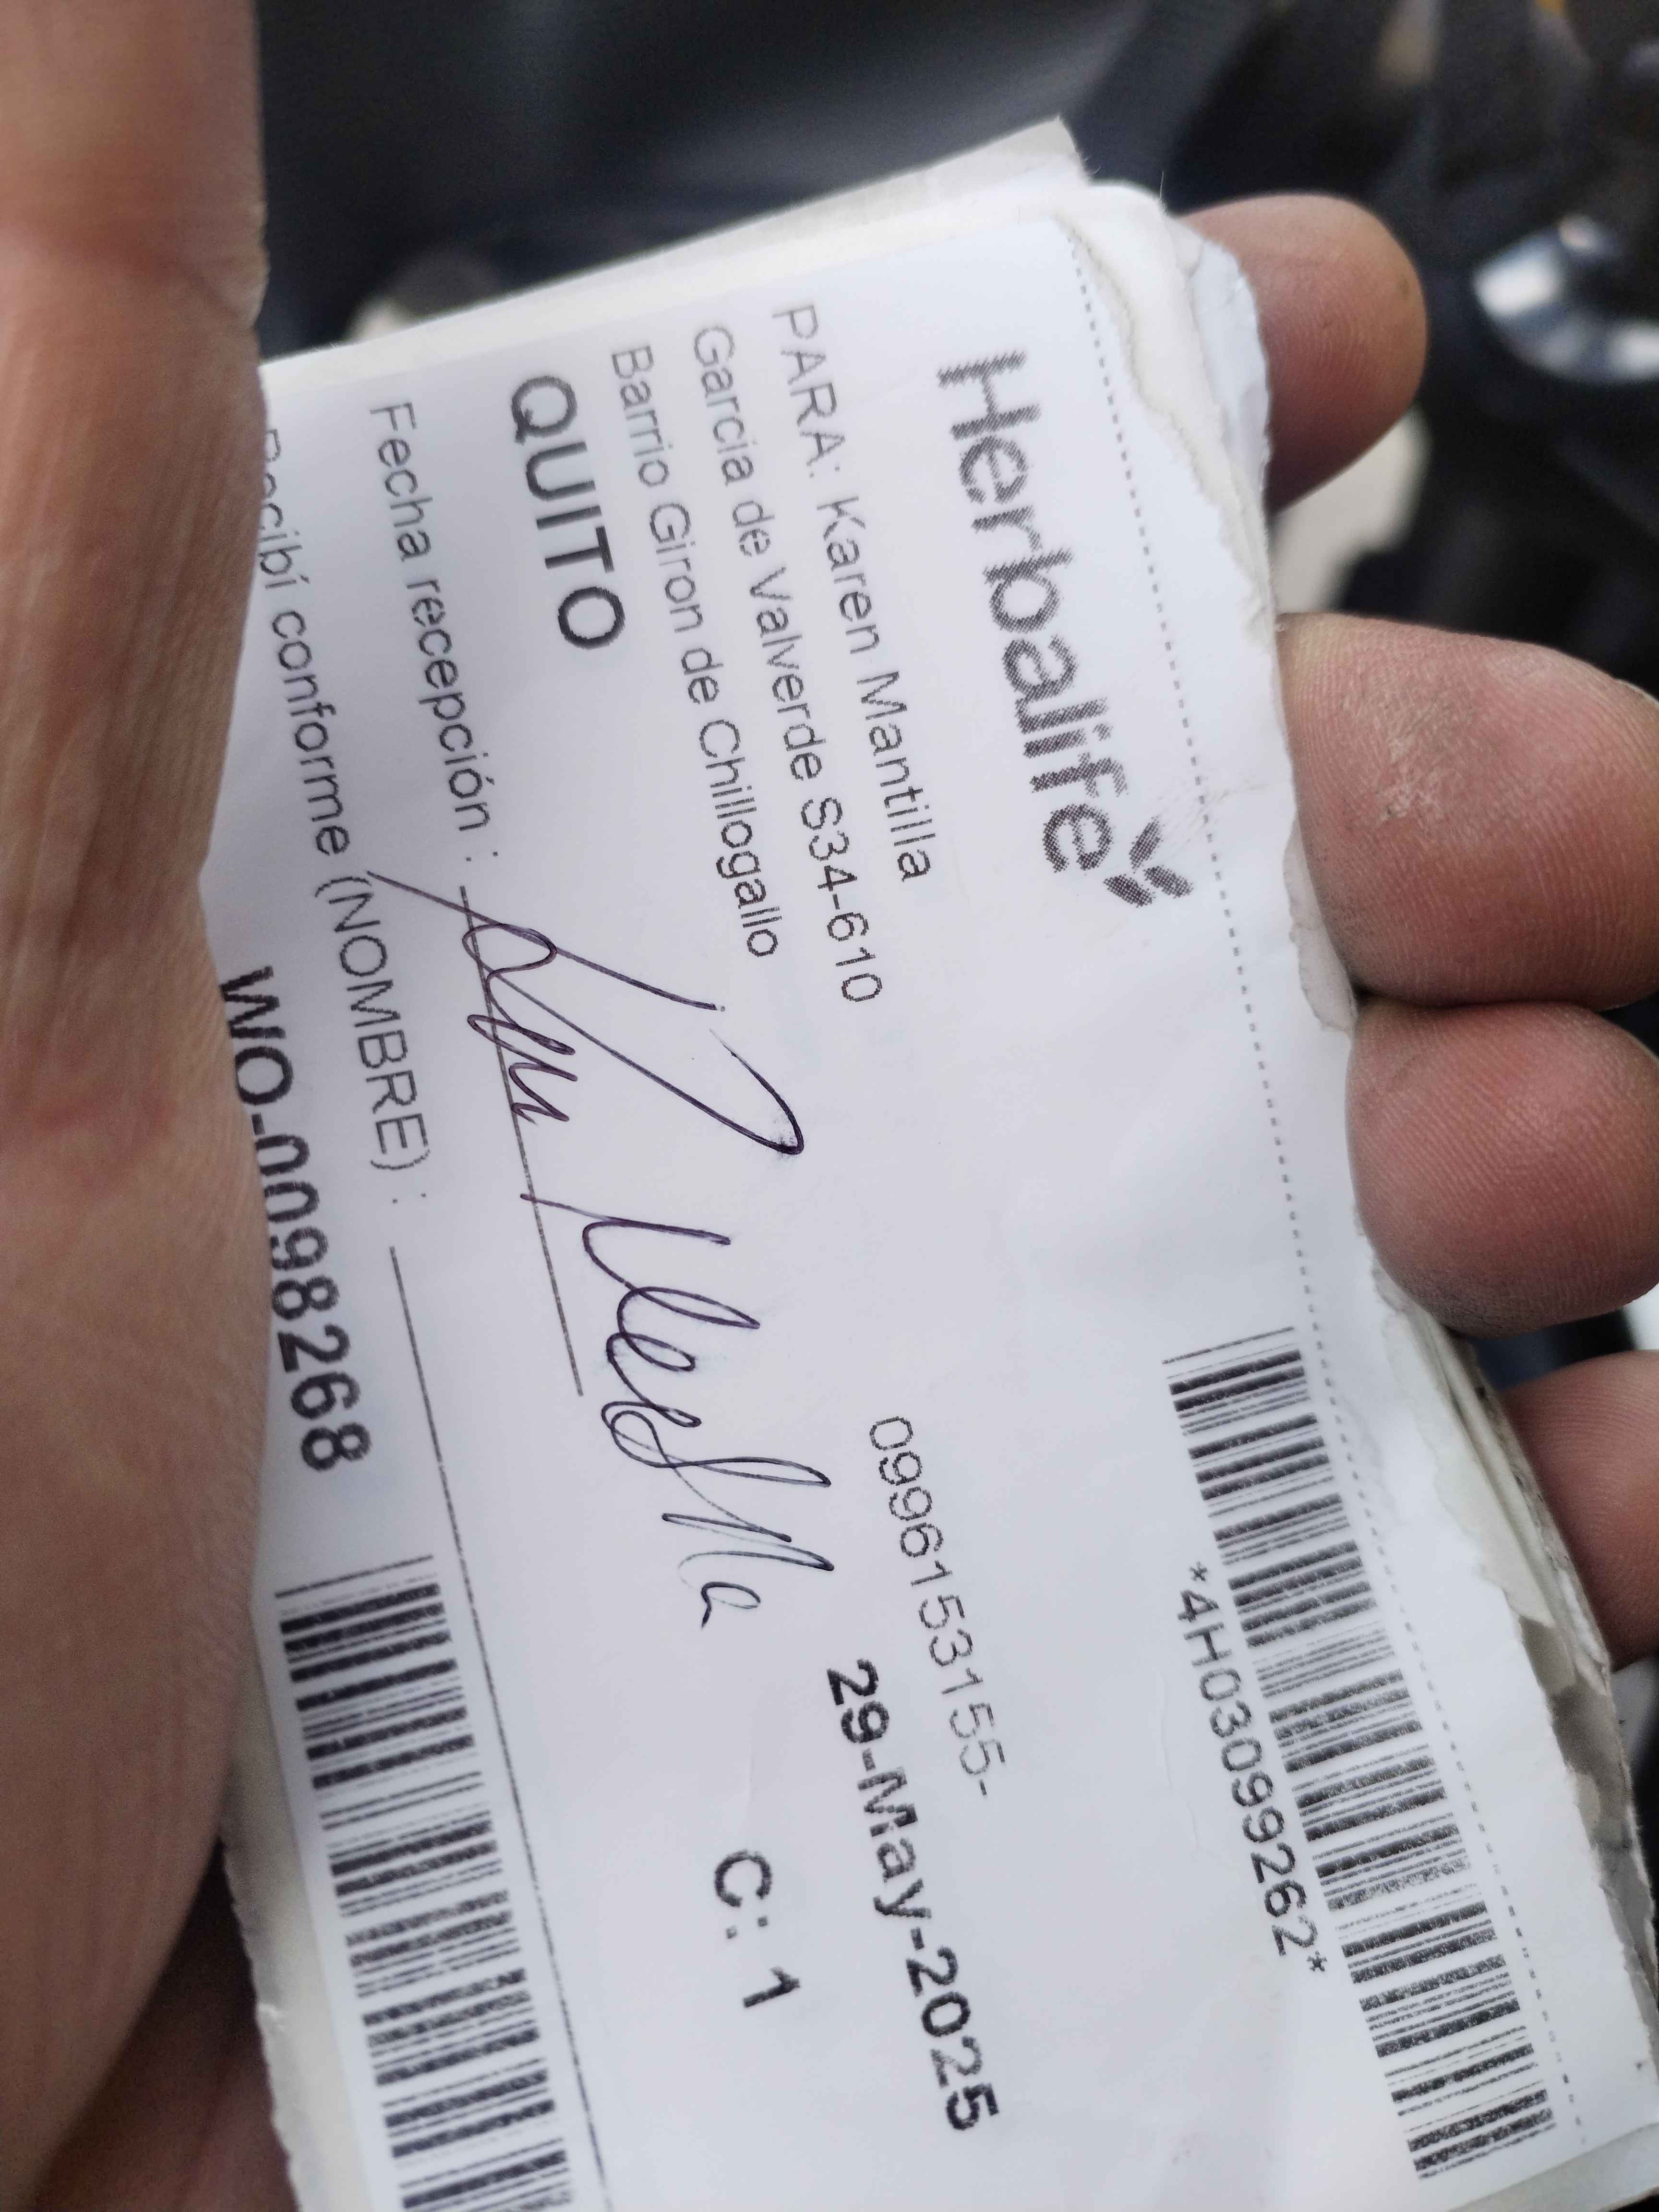 Herbalife
*4H03099262*
PARA: Karen Mantilla
Garcia de Valverde S34-610
0996153155-
Barrio Giron de Chillogallo
29-May-2025
QUITO
C: 1
Fecha recepción :
Recibí conforme (NOMBRE) :
WO-0098268